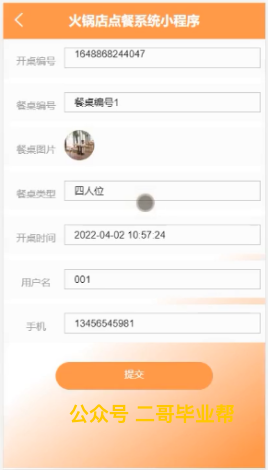 火锅店点餐系统小程序
开桌编号 1648868244047
餐桌编号 餐桌编号1
餐桌图片
餐桌类型 四人位
开桌时间 2022-04-02 10:57:24
用户名 001
手机 13456545981
提交
公众号 二哥毕业帮